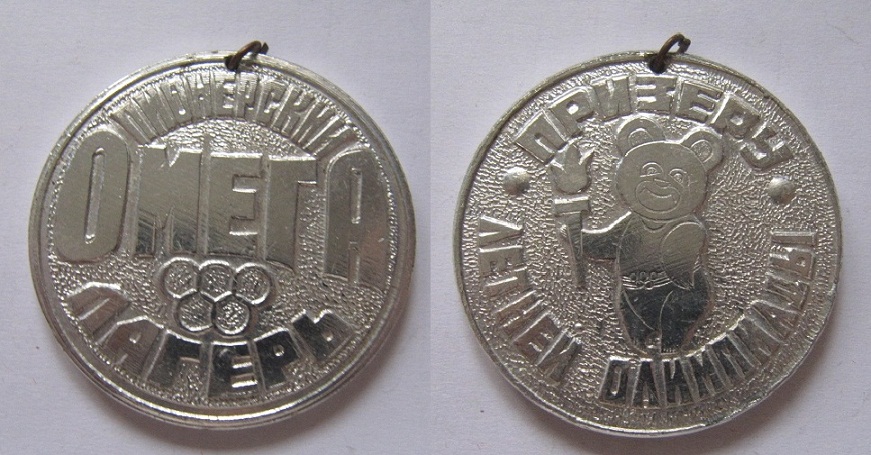 ПИОНЕРСКИЙ
ОМЕГА
ЛАГЕРЬ
ПРИЗЕРУ
ЛЕТНЕЙ ОЛИМПИАДЫ